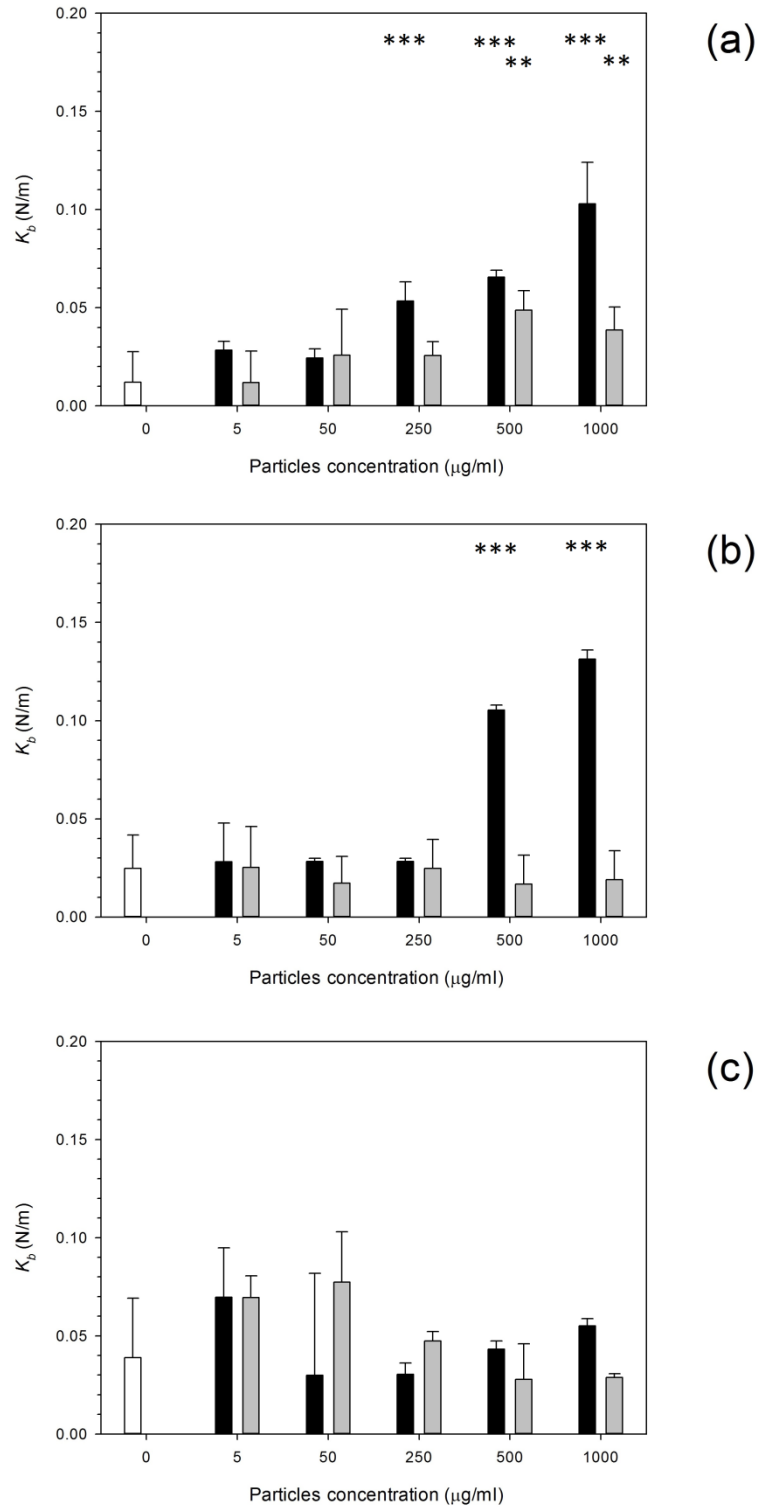 (a)
0.20
*** *** *** 
** **
0.15
0.10
0.05
0.00
K_b (N/m)
0 5 50 250 500 1000
Particles concentration (μg/ml)
(b)
0.20
*** ***
0.15
0.10
0.05
0.00
K_b (N/m)
0 5 50 250 500 1000
Particles concentration (μg/ml)
(c)
0.20
0.15
0.10
0.05
0.00
K_b (N/m)
0 5 50 250 500 1000
Particles concentration (μg/ml)